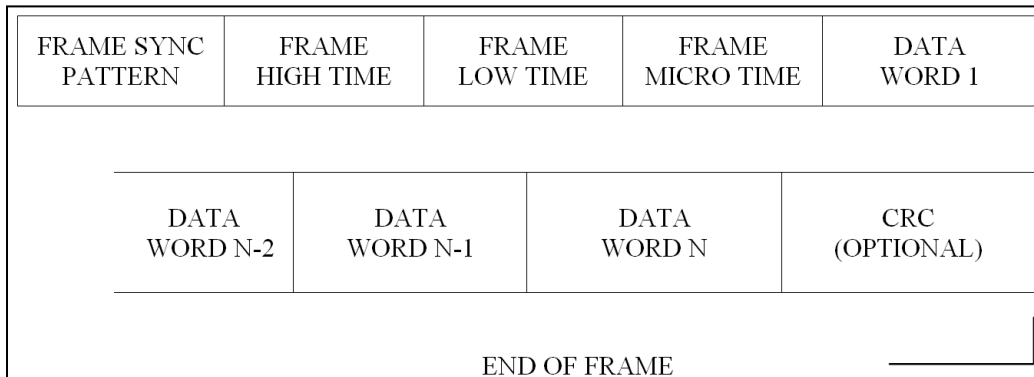 FRAME SYNC PATTERN
FRAME HIGH TIME
FRAME LOW TIME
FRAME MICRO TIME
DATA WORD 1
DATA WORD N-2
DATA WORD N-1
DATA WORD N
CRC (OPTIONAL)
END OF FRAME